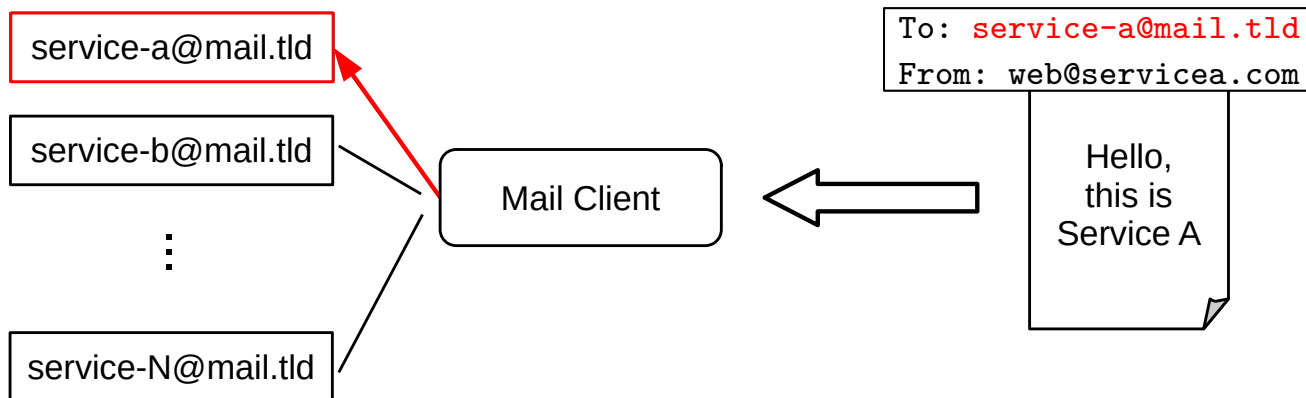 service-a@mail.tld
service-b@mail.tld
service-N@mail.tld
Mail Client
To: service-a@mail.tld
From: web@servicea.com
Hello,
this is
Service A